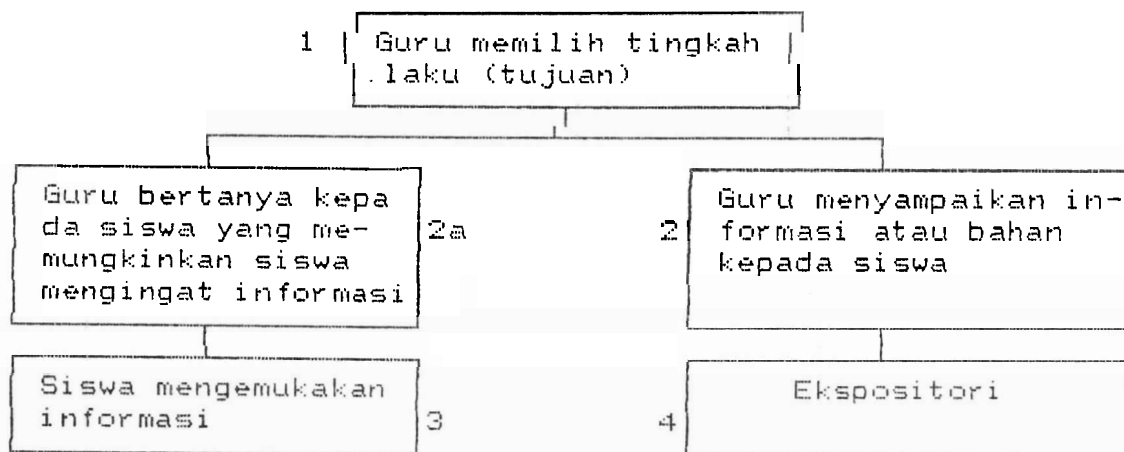 1 Guru memilih tingkah
.laku (tujuan)
Guru bertanya kepa
da siswa yang me-
mungkinkan siswa
mengingat informasi
2a
2
Guru menyampaikan in-
formasi atau bahan
kepada siswa
Siswa mengemukakan
informasi
3
4
Ekspositori